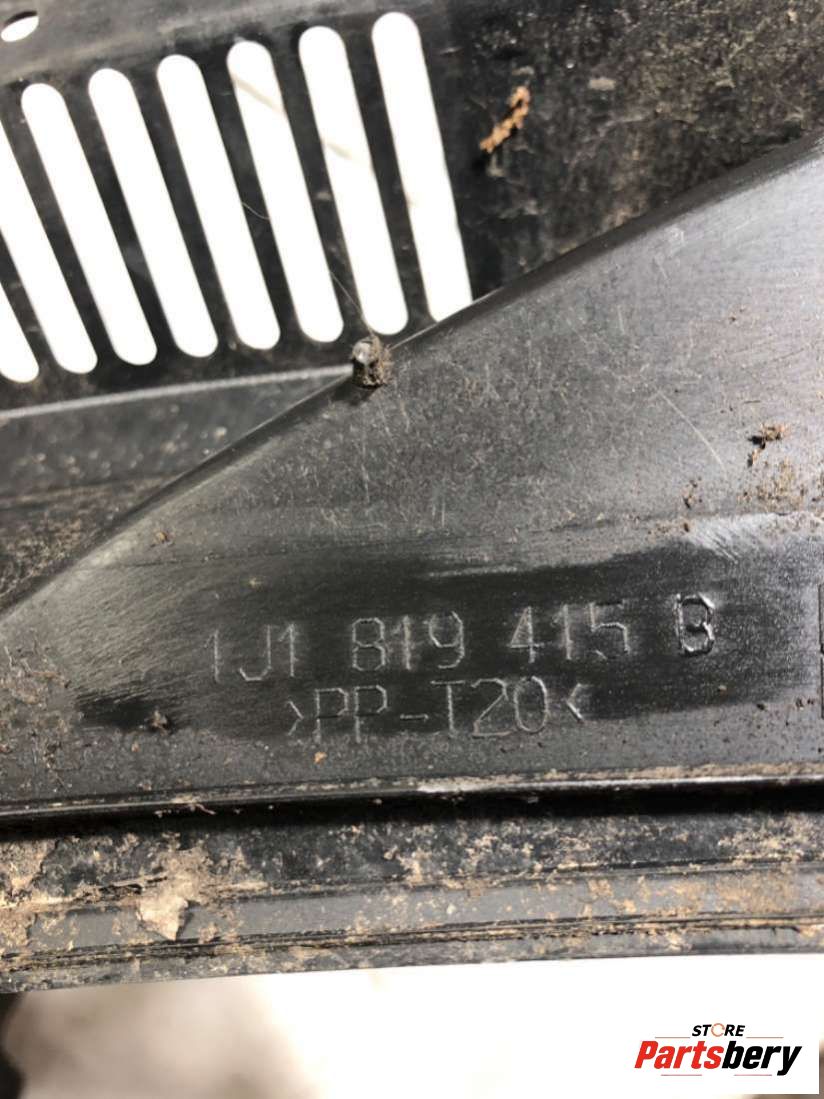 1J1 819 415 B
>PP-T20<
STORE
Partsbery